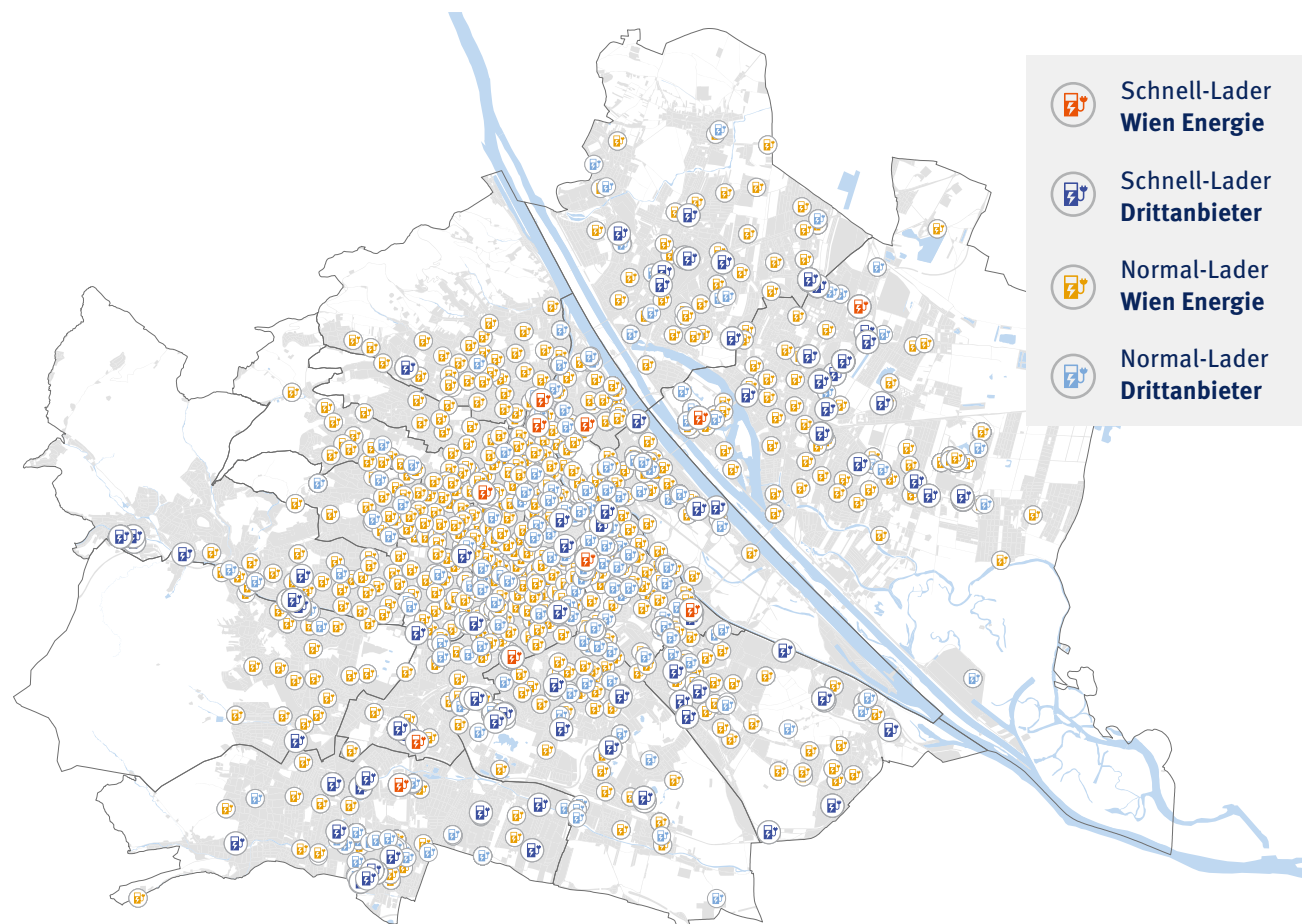 Schnell-Lader
Wien Energie
Schnell-Lader
Drittanbieter
Normal-Lader
Wien Energie
Normal-Lader
Drittanbieter